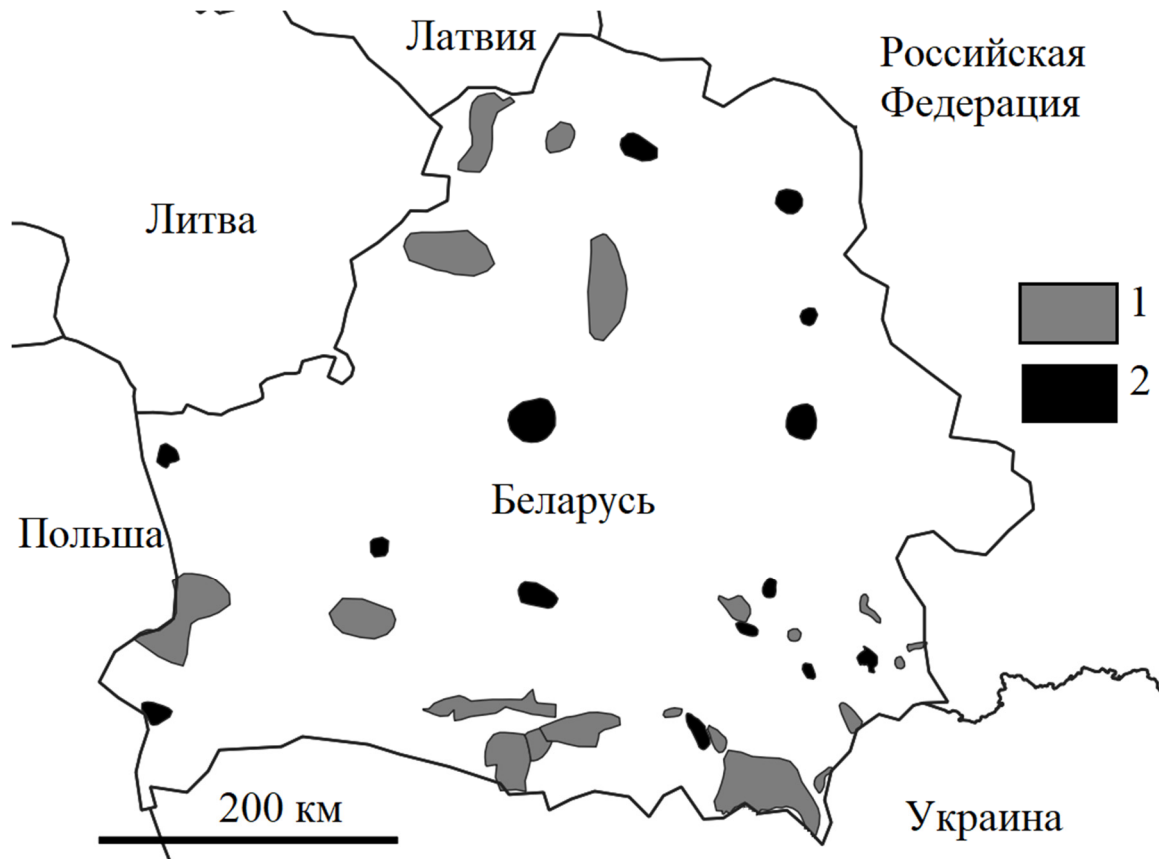 Латвия
Российская
Федерация
Литва
1
2
Беларусь
Польша
200 км
Украина